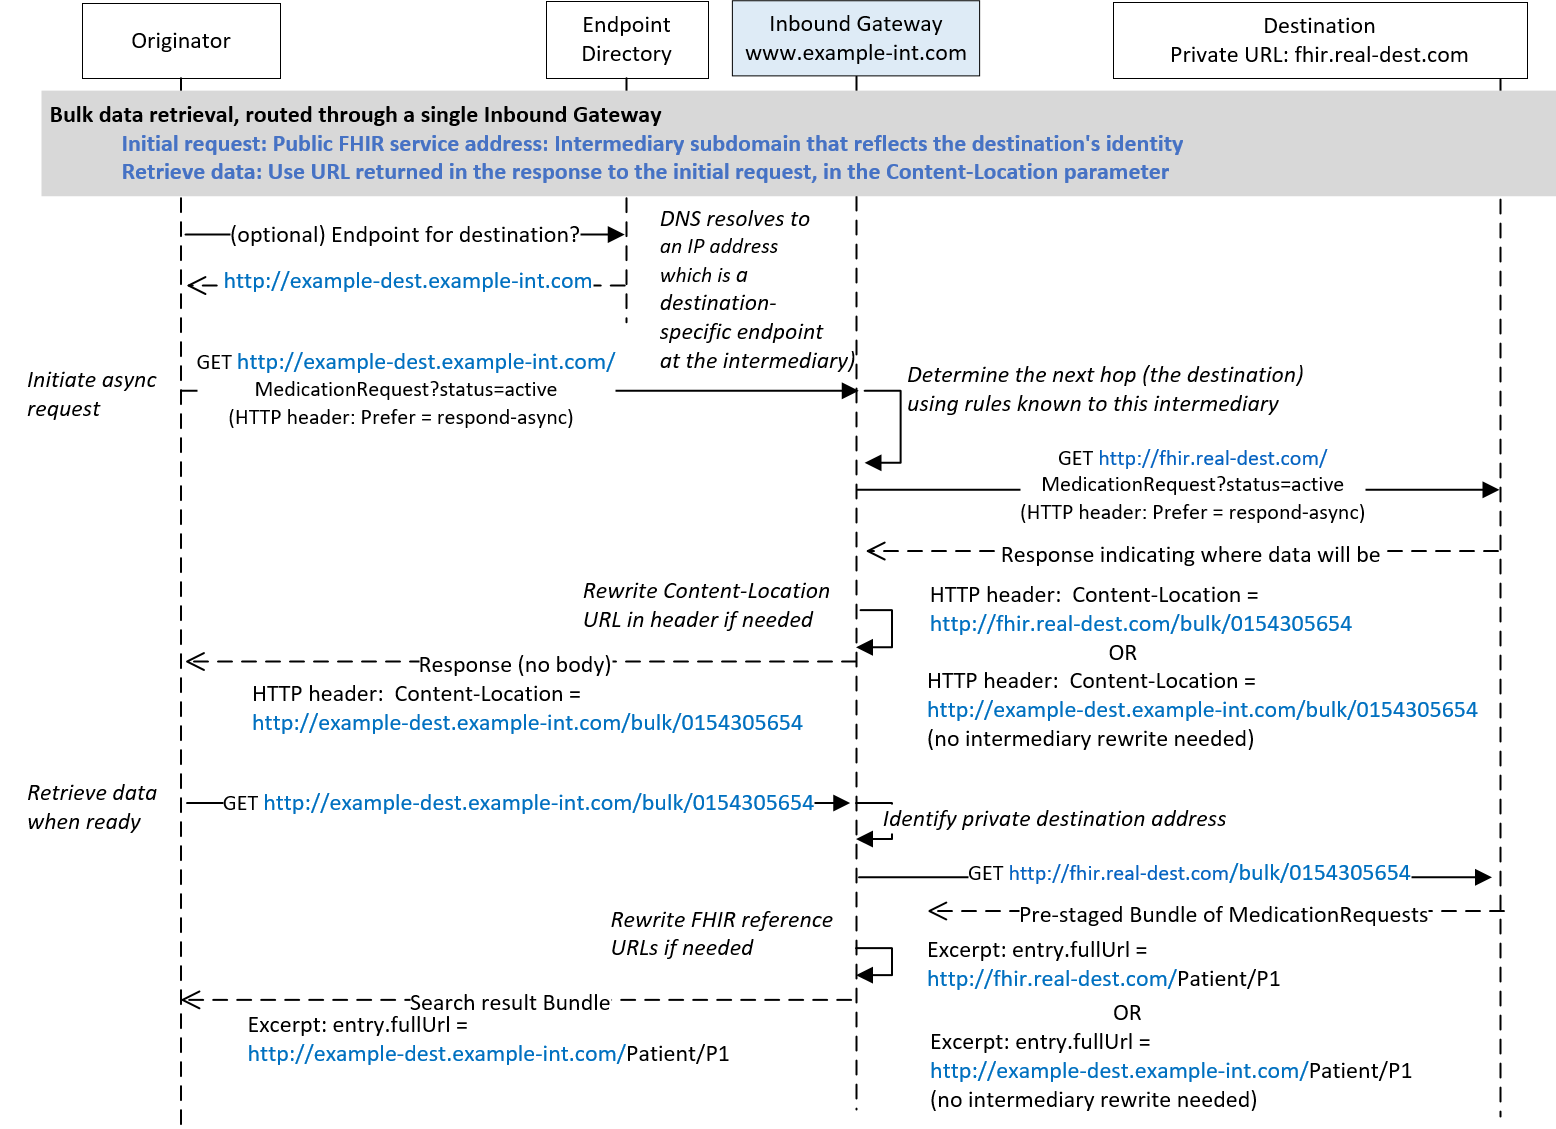 Originator
Endpoint
Directory
Inbound Gateway
www.example-int.com
Destination
Private URL: fhir.real-dest.com
Bulk data retrieval, routed through a single Inbound Gateway
Initial request: Public FHIR service address: Intermediary subdomain that reflects the destination's identity
Retrieve data: Use URL returned in the response to the initial request, in the Content-Location parameter
(optional) Endpoint for destination?
http://example-dest.example-int.com
DNS resolves to
an IP address
which is a
destination-
specific endpoint
at the intermediary)
Initiate async
request
GET http://example-dest.example-int.com/
MedicationRequest?status=active
(HTTP header: Prefer = respond-async)
Determine the next hop (the destination)
using rules known to this intermediary
GET http://fhir.real-dest.com/
MedicationRequest?status=active
(HTTP header: Prefer = respond-async)
Response indicating where data will be
Rewrite Content-Location
URL in header if needed
HTTP header:  Content-Location =
http://fhir.real-dest.com/bulk/0154305654
OR
HTTP header:  Content-Location =
http://example-dest.example-int.com/bulk/0154305654
(no intermediary rewrite needed)
Response (no body)
HTTP header:  Content-Location =
http://example-dest.example-int.com/bulk/0154305654
Retrieve data
when ready
GET http://example-dest.example-int.com/bulk/0154305654
Identify private destination address
GET http://fhir.real-dest.com/bulk/0154305654
Pre-staged Bundle of MedicationRequests
Rewrite FHIR reference
URLs if needed
Excerpt: entry.fullUrl =
http://fhir.real-dest.com/Patient/P1
OR
Excerpt: entry.fullUrl =
http://example-dest.example-int.com/Patient/P1
(no intermediary rewrite needed)
Search result Bundle
Excerpt: entry.fullUrl =
http://example-dest.example-int.com/Patient/P1